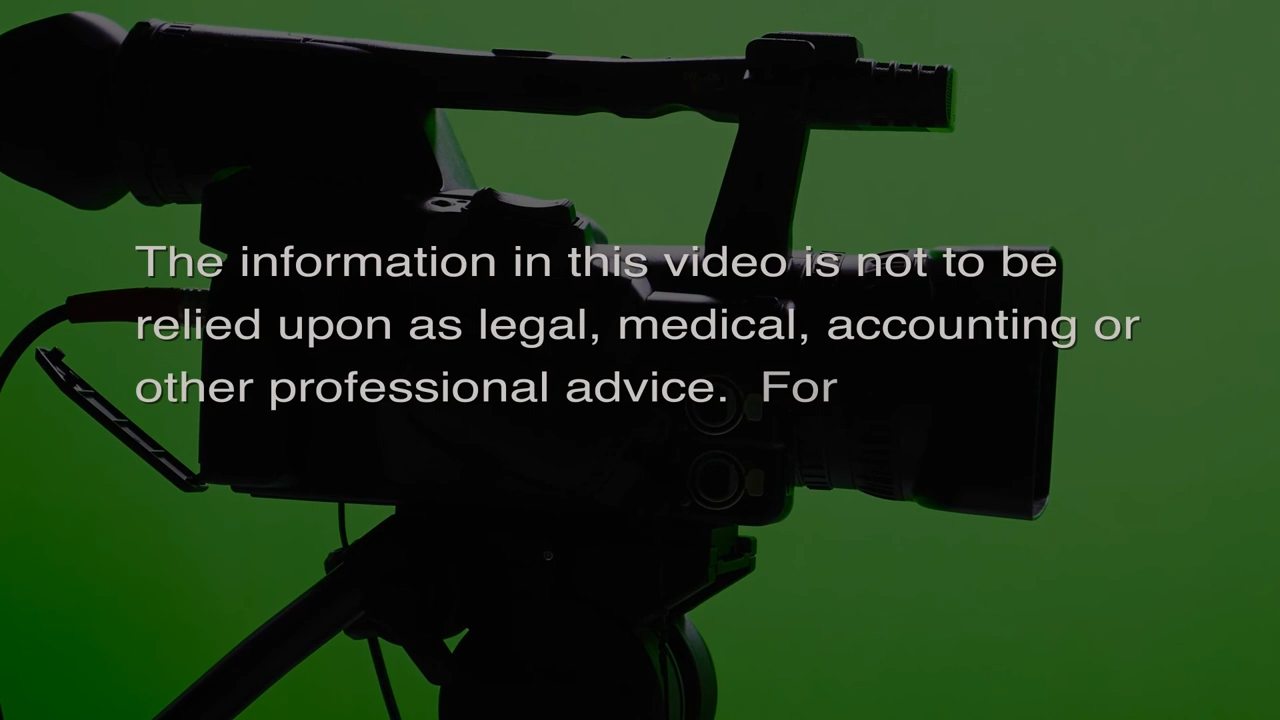 The information in this video is not to be
relied upon as legal, medical, accounting or
other professional advice.  For